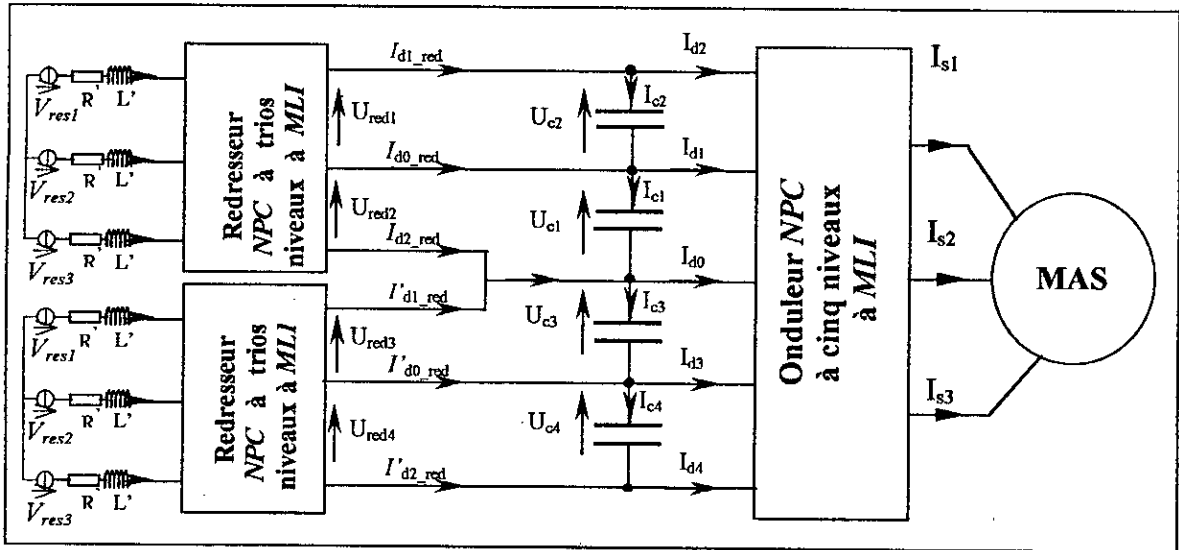 V_res1
R'
L'
V_res2
R'
L'
V_res3
R'
L'
Redresseur
NPC à trios
niveaux à MLI
I_d1_red
U_red1
I_d0_red
U_red2
I_d2_red
V_res1
R'
L'
V_res2
R'
L'
V_res3
R'
L'
Redresseur
NPC à trios
niveaux à MLI
I'_d1_red
U_red3
I'_d0_red
U_red4
I'_d2_red
I_d2
I_c2
U_c2
I_d1
I_c1
U_c1
I_d0
I_c3
U_c3
I_d3
I_c4
U_c4
I_d4
Onduleur NPC
à cinq niveaux
à MLI
I_s1
I_s2
I_s3
MAS